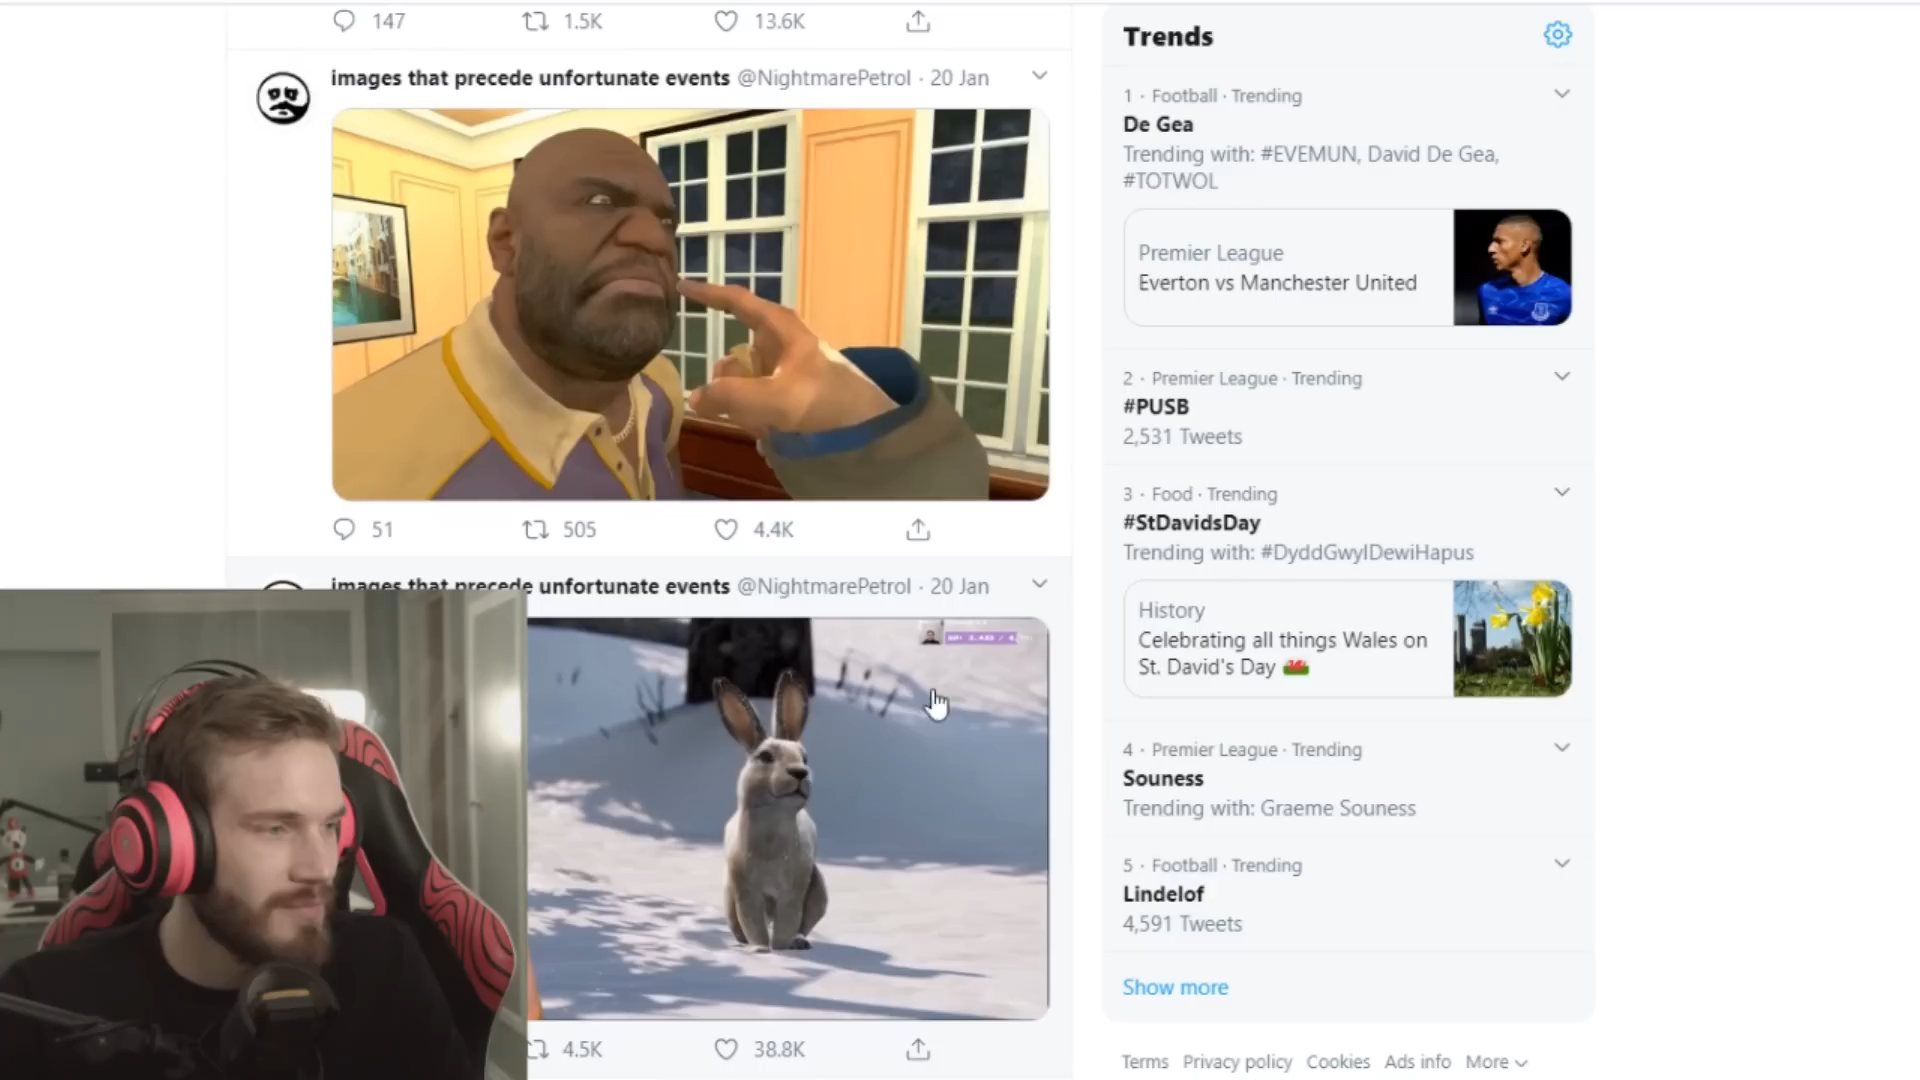 147 1.5K 13.6K
images that precede unfortunate events @NightmarePetrol · 20 Jan
51 505 4.4K
images that precede unfortunate events @NightmarePetrol · 20 Jan
4.5K 38.8K
Trends
1 · Football · Trending
De Gea
Trending with: #EVEMUN, David De Gea,
#TOTWOL
Premier League
Everton vs Manchester United
2 · Premier League · Trending
#PUSB
2,531 Tweets
3 · Food · Trending
#StDavidsDay
Trending with: #DyddGwylDewiHapus
History
Celebrating all things Wales on
St. David's Day 🏴󠁧󠁢󠁷󠁬󠁳󠁿
4 · Premier League · Trending
Souness
Trending with: Graeme Souness
5 · Football · Trending
Lindelof
4,591 Tweets
Show more
Terms Privacy policy Cookies Ads info More